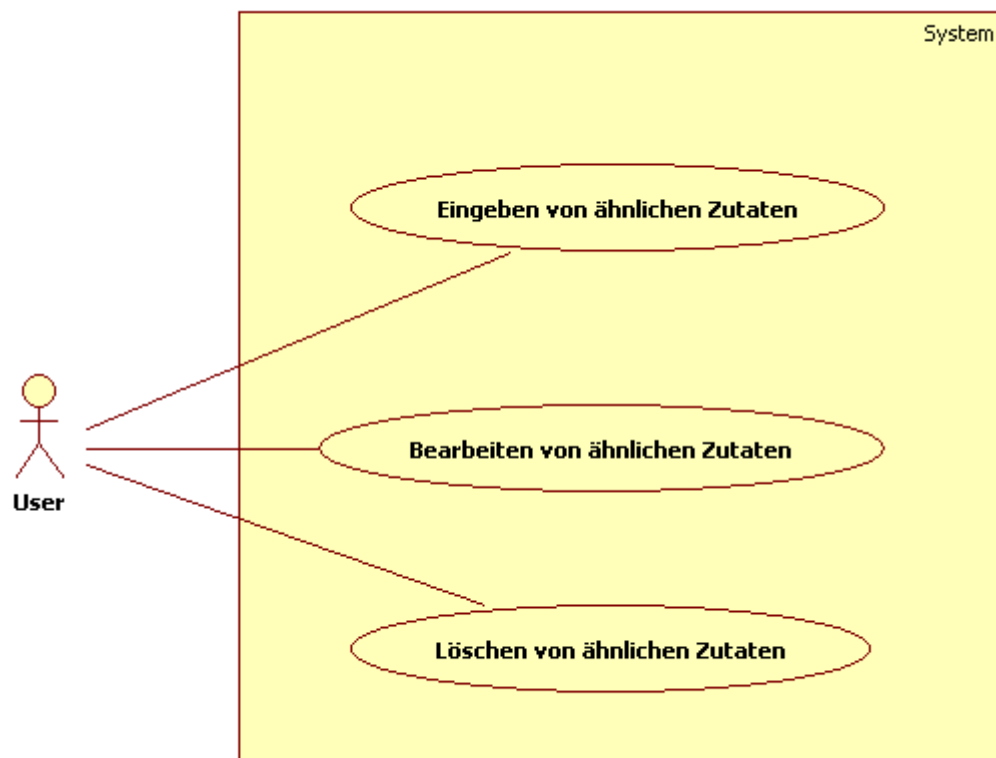 System
Eingeben von ähnlichen Zutaten
Bearbeiten von ähnlichen Zutaten
User
Löschen von ähnlichen Zutaten